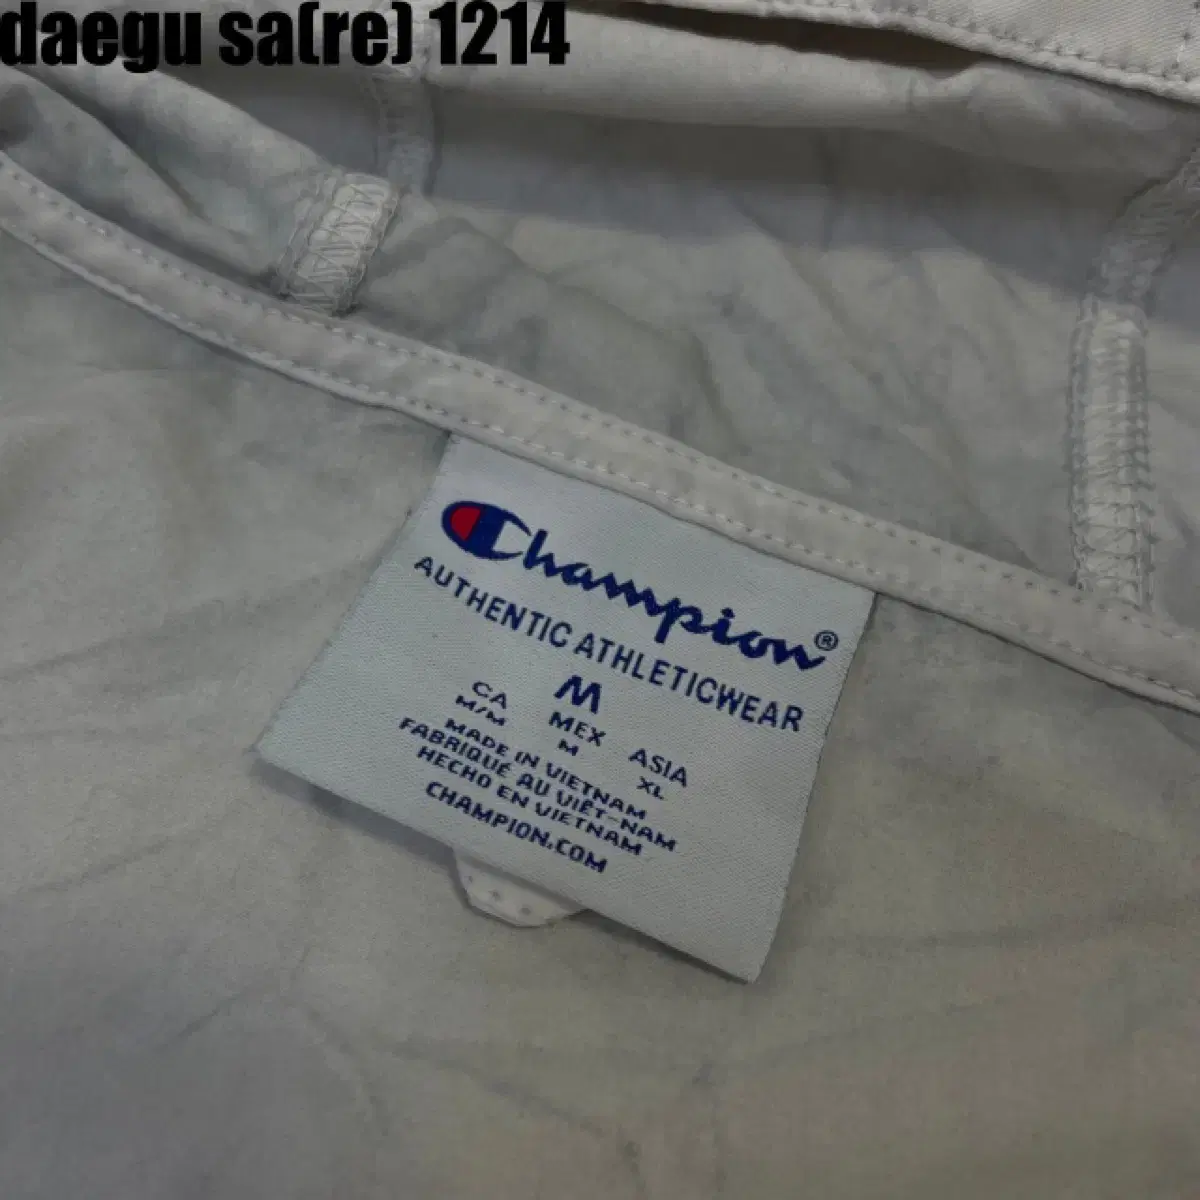 daegu sa(re) 1214
Champion®
AUTHENTIC ATHLETICWEAR
M
CA MEX ASIA
M/M M XL
MADE IN VIETNAM
FABRIQUÉ AU VIÊT-NAM
HECHO EN VIETNAM
CHAMPION.COM